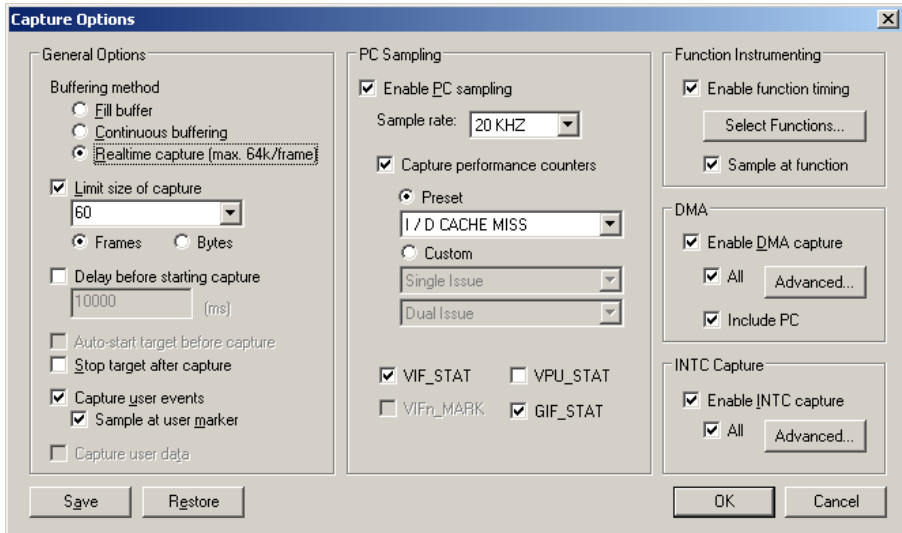 Capture Options
General Options
Buffering method
Fill buffer
Continuous buffering
Realtime capture (max. 64k/frame)
Limit size of capture
60
Frames
Bytes
Delay before starting capture
10000
(ms)
Auto-start target before capture
Stop target after capture
Capture user events
Sample at user marker
Capture user data
PC Sampling
Enable PC sampling
Sample rate:
20 KHZ
Capture performance counters
Preset
I / D CACHE MISS
Custom
Single Issue
Dual Issue
VIF_STAT
VPU_STAT
VIFn_MARK
GIF_STAT
Function Instrumenting
Enable function timing
Select Functions...
Sample at function
DMA
Enable DMA capture
All
Advanced...
Include PC
INTC Capture
Enable INTC capture
All
Advanced...
Save
Restore
OK
Cancel